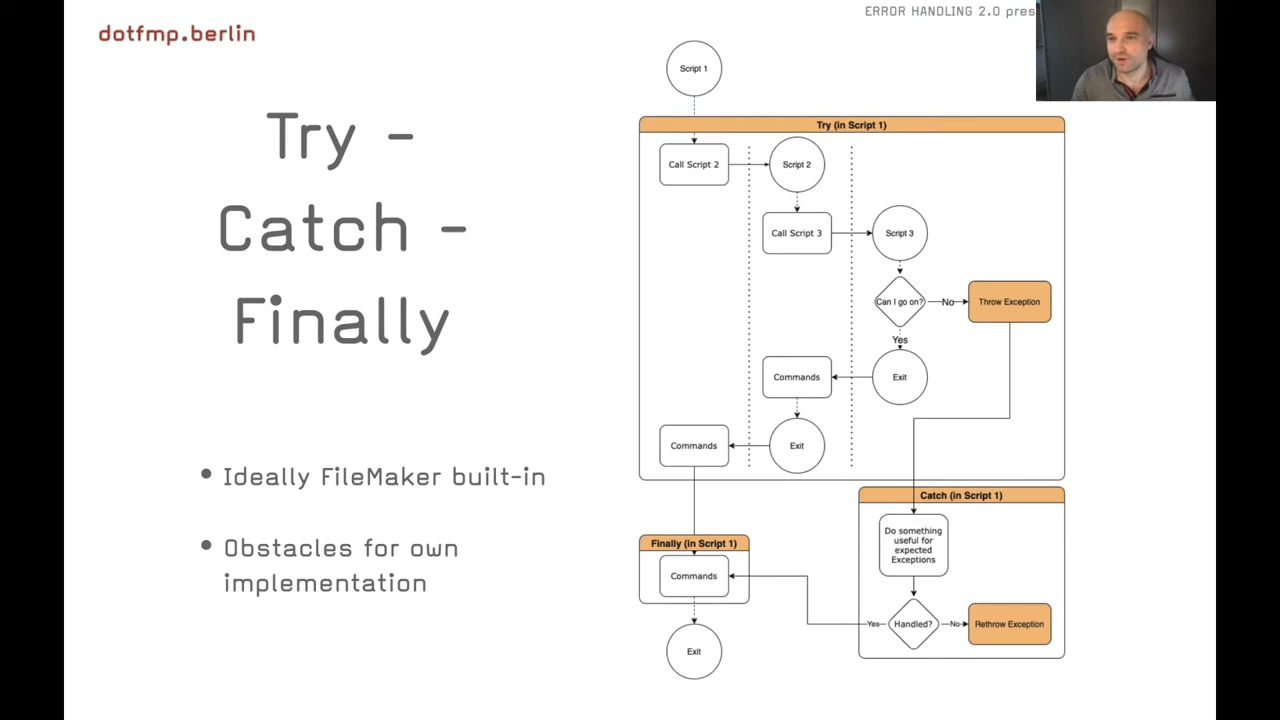 dotfmp.berlin
ERROR HANDLING 2.0
Try -
Catch -
Finally
Ideally FileMaker built-in
Obstacles for own
implementation
Script 1
Try (in Script 1)
Call Script 2
Script 2
Call Script 3
Script 3
Can I go on?
No
Throw Exception
Yes
Commands
Exit
Commands
Exit
Catch (in Script 1)
Do something
useful for
expected
Exceptions
Finally (in Script 1)
Commands
Yes
Handled?
No
Rethrow Exception
Exit